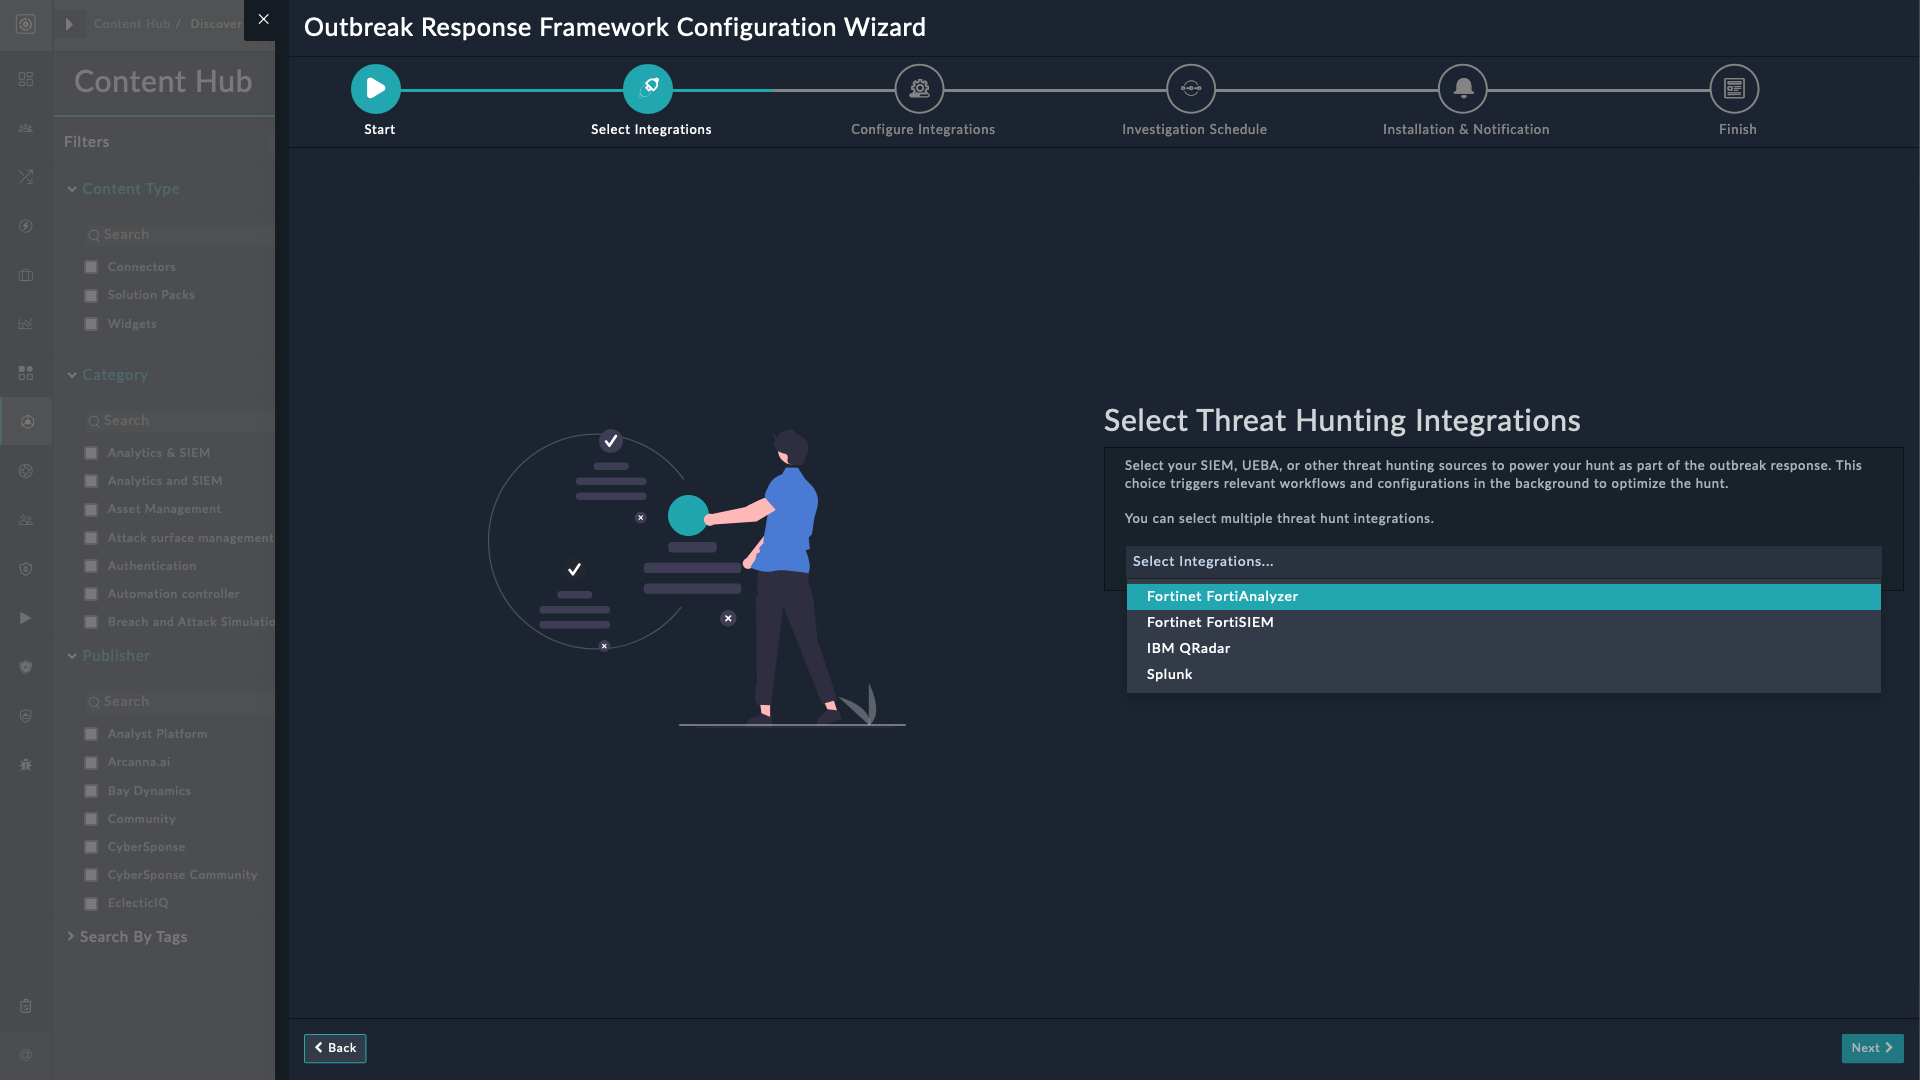 Content Hub / Discover
Content Hub
Filters
Content Type
Search
Connectors
Solution Packs
Widgets
Category
Search
Analytics & SIEM
Analytics and SIEM
Asset Management
Attack surface management
Authentication
Automation controller
Breach and Attack Simulatio
Publisher
Search
Analyst Platform
Arcanna.ai
Bay Dynamics
Community
CyberSponse
CyberSponse Community
EclecticIQ
Search By Tags
Outbreak Response Framework Configuration Wizard
Start
Select Integrations
Configure Integrations
Investigation Schedule
Installation & Notification
Finish
Select Threat Hunting Integrations
Select your SIEM, UEBA, or other threat hunting sources to power your hunt as part of the outbreak response. This
choice triggers relevant workflows and configurations in the background to optimize the hunt.
You can select multiple threat hunt integrations.
Select Integrations...
Fortinet FortiAnalyzer
Fortinet FortiSIEM
IBM QRadar
Splunk
Back
Next